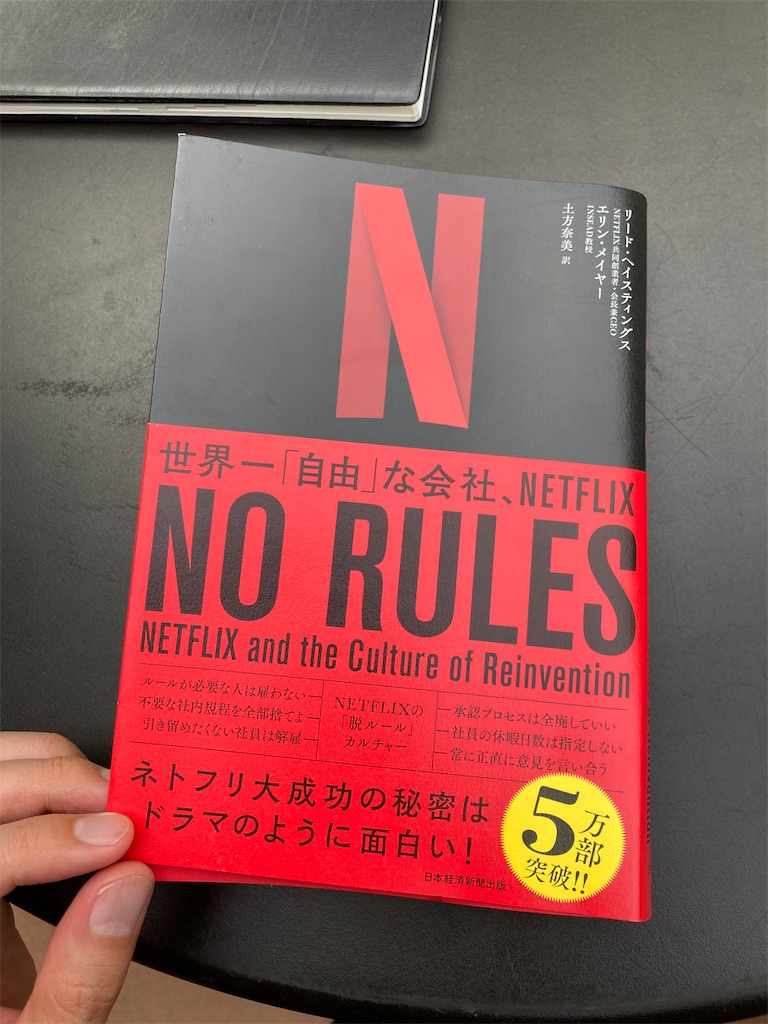 N
リード・ヘイスティングス
NETFLIX共同創業者・会長兼CEO
エリン・メイヤー
INSEAD教授
土方奈美 訳
世界一「自由」な会社、NETFLIX
NO RULES
NETFLIX and the Culture of Reinvention
ルールが必要な人は雇わない―
不要な社内規程を全部捨てよ―
引き留めたくない社員は解雇―
NETFLIXの
「脱ルール」
カルチャー
―承認プロセスは全廃していい
―社員の休暇日数は指定しない
―常に正直に意見を言い合う
ネトフリ大成功の秘密は
ドラマのように面白い!
5万部
突破!!
日本経済新聞出版